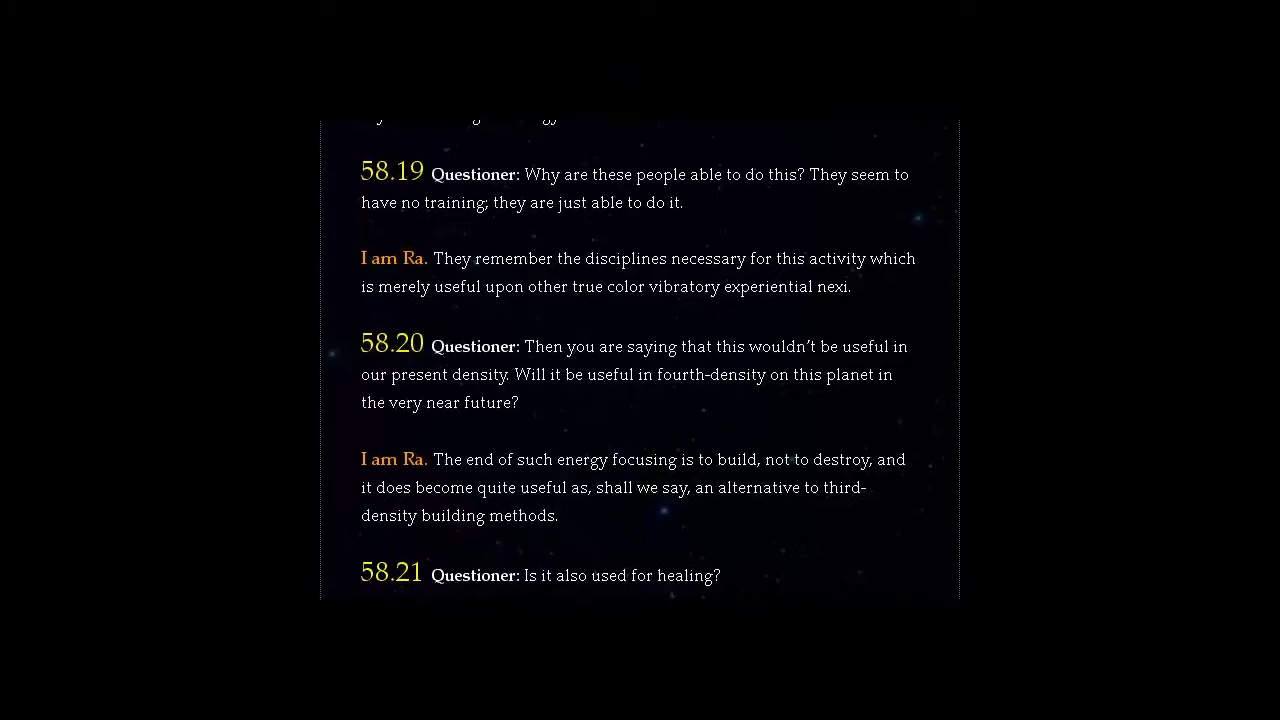 58.19 Questioner: Why are these people able to do this? They seem to
have no training; they are just able to do it.
I am Ra. They remember the disciplines necessary for this activity which
is merely useful upon other true color vibratory experiential nexi.
58.20 Questioner: Then you are saying that this wouldn't be useful in
our present density. Will it be useful in fourth-density on this planet in
the very near future?
I am Ra. The end of such energy focusing is to build, not to destroy, and
it does become quite useful as, shall we say, an alternative to third-
density building methods.
58.21 Questioner: Is it also used for healing?